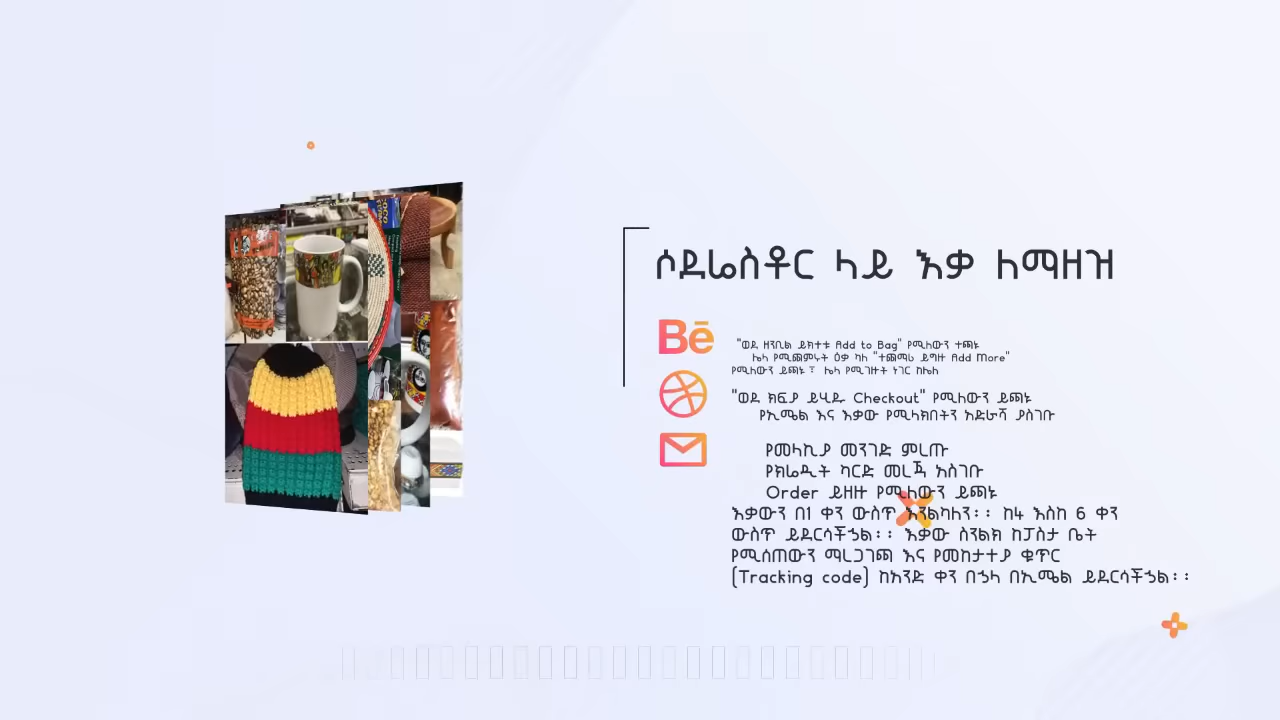 ሶደሬስቶር ላይ እቃ ለማዘዝ
Bē
"ወደ ዘንቢል ይክተቱ Add to Bag" የሚለውን ተጫኑ
ሌላ የሚጨምሩት ዕቃ ካለ "ተጨማሪ ይግዙ Add More"
የሚለውን ይጫኑ ፣ ሌላ የሚገዙት ነገር ከሌለ
"ወደ ክፍያ ይሂዱ Checkout" የሚለውን ይጫኑ
የኢሜል እና እቃው የሚላክበትን አድራሻ ያስገቡ
የመላኪያ መንገድ ምረጡ
የክሬዲት ካርድ መረጃ አስገቡ
Order ይዘዙ የሚለውን ይጫኑ
እቃውን በ1 ቀን ውስጥ እንልካለን፡፡ ከ4 እስከ 6 ቀን
ውስጥ ይደርሳችኋል፡፡ እቃው ስንልክ ከፓስታ ቤት
የሚሰጠውን ማረጋገጫ እና የመከታተያ ቁጥር
(Tracking code) ከአንድ ቀን በኃላ በኢሜል ይደርሳችኃል፡፡